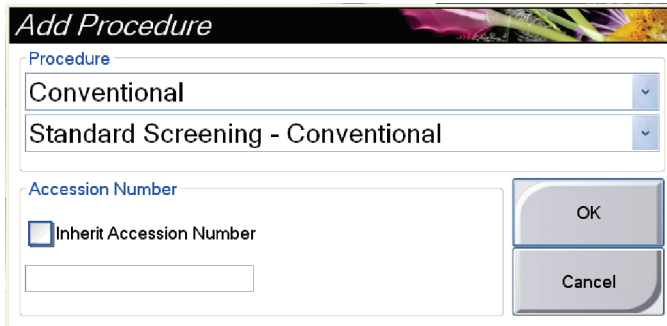 Add Procedure
Procedure
Conventional
Standard Screening - Conventional
Accession Number
Inherit Accession Number
OK
Cancel